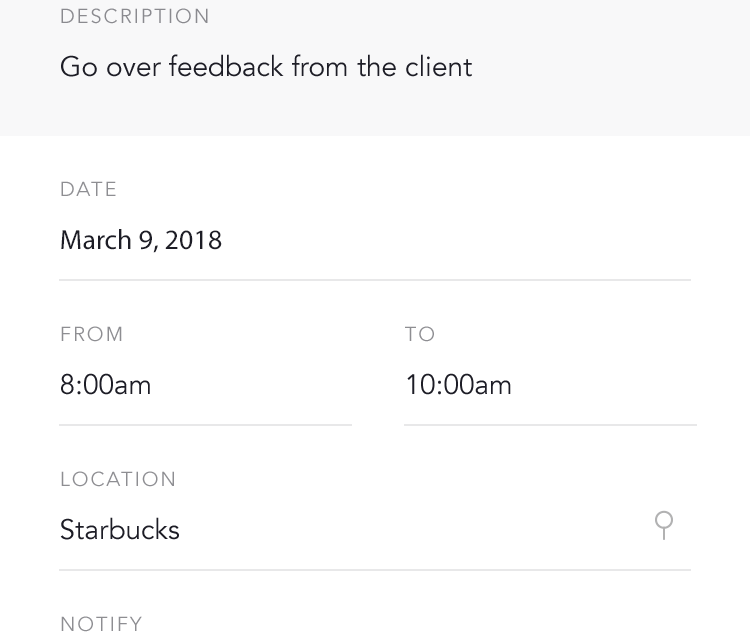 DESCRIPTION
Go over feedback from the client
DATE
March 9, 2018
FROM
TO
8:00am
10:00am
LOCATION
Starbucks
NOTIFY